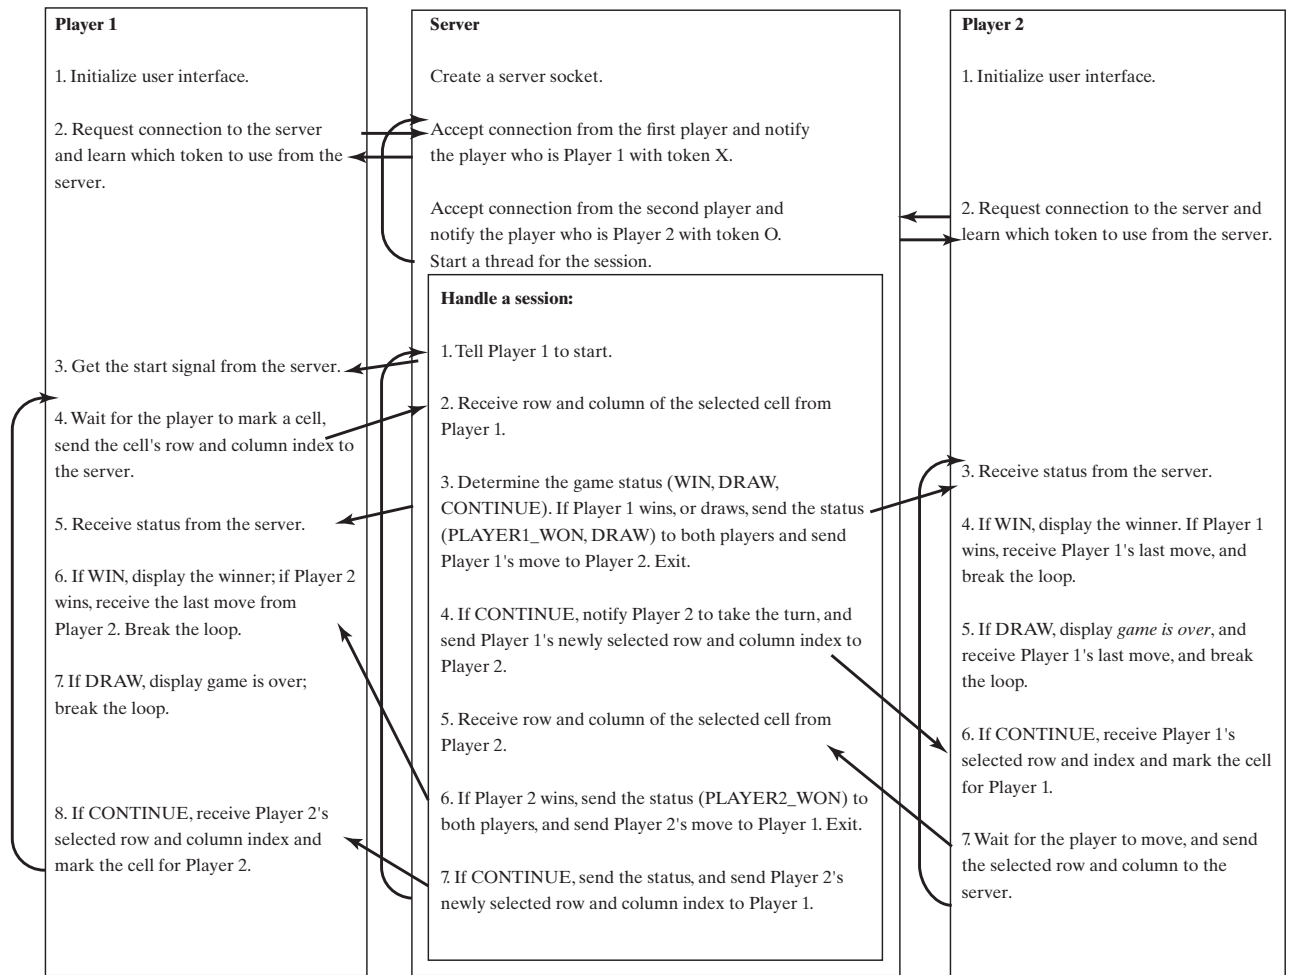 Player 1
1. Initialize user interface.
2. Request connection to the server
and learn which token to use from the
server.
3. Get the start signal from the server.
4. Wait for the player to mark a cell,
send the cell's row and column index to
the server.
5. Receive status from the server.
6. If WIN, display the winner; if Player 2
wins, receive the last move from
Player 2. Break the loop.
7. If DRAW, display game is over;
break the loop.
8. If CONTINUE, receive Player 2's
selected row and column index and
mark the cell for Player 2.
Server
Create a server socket.
Accept connection from the first player and notify
the player who is Player 1 with token X.
Accept connection from the second player and
notify the player who is Player 2 with token O.
Start a thread for the session.
Handle a session:
1. Tell Player 1 to start.
2. Receive row and column of the selected cell from
Player 1.
3. Determine the game status (WIN, DRAW,
CONTINUE). If Player 1 wins, or draws, send the status
(PLAYER1_WON, DRAW) to both players and send
Player 1's move to Player 2. Exit.
4. If CONTINUE, notify Player 2 to take the turn, and
send Player 1's newly selected row and column index to
Player 2.
5. Receive row and column of the selected cell from
Player 2.
6. If Player 2 wins, send the status (PLAYER2_WON) to
both players, and send Player 2's move to Player 1. Exit.
7. If CONTINUE, send the status, and send Player 2's
newly selected row and column index to Player 1.
Player 2
1. Initialize user interface.
2. Request connection to the server and
learn which token to use from the server.
3. Receive status from the server.
4. If WIN, display the winner. If Player 1
wins, receive Player 1's last move, and
break the loop.
5. If DRAW, display game is over, and
receive Player 1's last move, and break
the loop.
6. If CONTINUE, receive Player 1's
selected row and index and mark the cell
for Player 1.
7. Wait for the player to move, and send
the selected row and column to the
server.